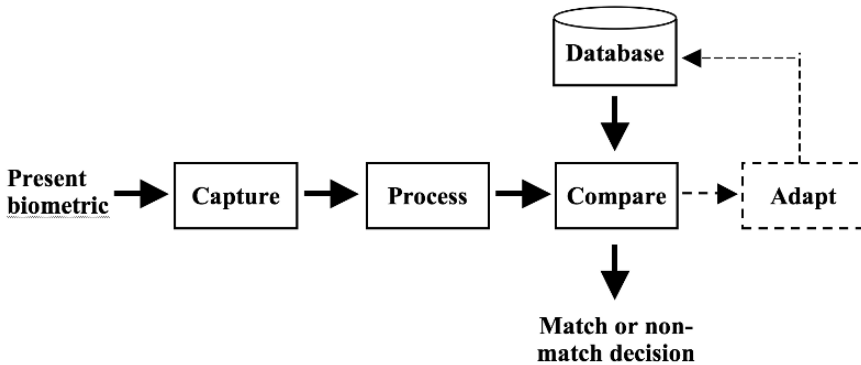 Database
Present
biometric
Capture
Process
Compare
Adapt
Match or non-
match decision